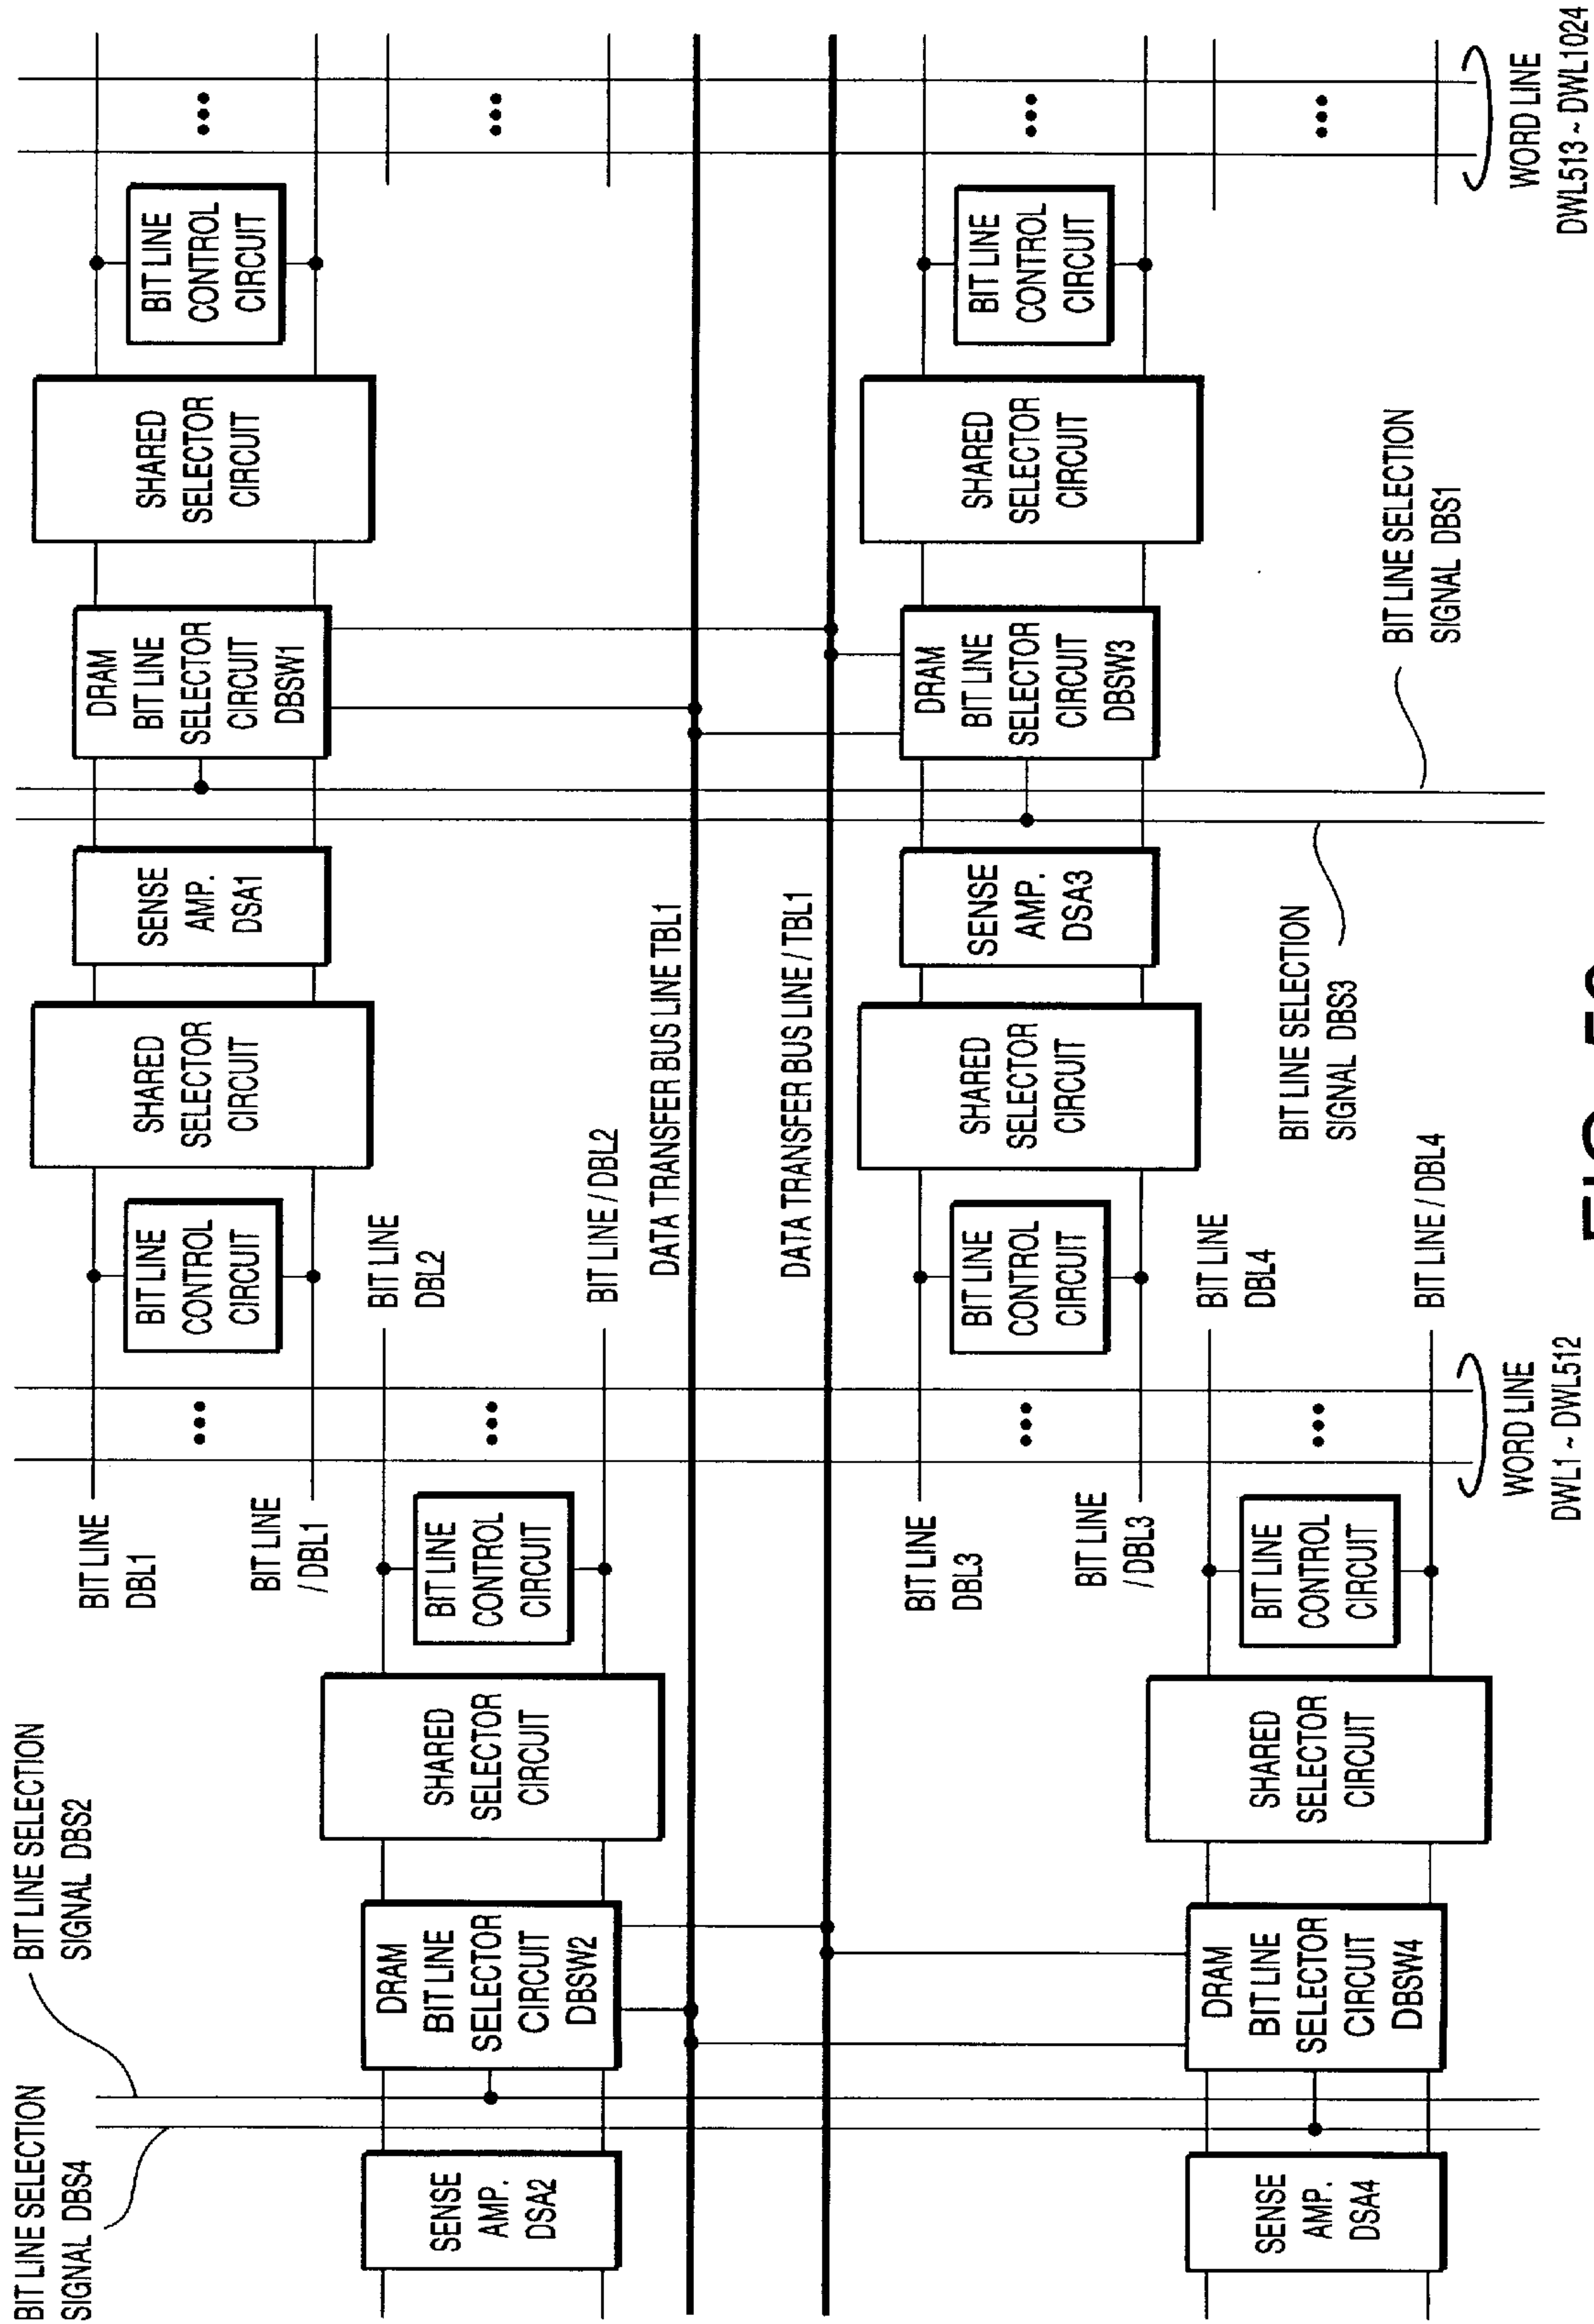 BIT LINE SELECTION
SIGNAL DBS4
BIT LINE SELECTION
SIGNAL DBS2
BIT LINE
DBL1
BIT LINE
/ DBL1
BIT LINE
CONTROL
CIRCUIT
SHARED
SELECTOR
CIRCUIT
SENSE
AMP.
DSA1
DRAM
BIT LINE
SELECTOR
CIRCUIT
DBSW1
SHARED
SELECTOR
CIRCUIT
BIT LINE
CONTROL
CIRCUIT
SENSE
AMP.
DSA2
DRAM
BIT LINE
SELECTOR
CIRCUIT
DBSW2
SHARED
SELECTOR
CIRCUIT
BIT LINE
CONTROL
CIRCUIT
BIT LINE
DBL2
BIT LINE / DBL2
DATA TRANSFER BUS LINE TBL1
DATA TRANSFER BUS LINE / TBL1
BIT LINE
DBL3
BIT LINE
/ DBL3
BIT LINE
CONTROL
CIRCUIT
SHARED
SELECTOR
CIRCUIT
SENSE
AMP.
DSA3
DRAM
BIT LINE
SELECTOR
CIRCUIT
DBSW3
SHARED
SELECTOR
CIRCUIT
BIT LINE
CONTROL
CIRCUIT
SENSE
AMP.
DSA4
DRAM
BIT LINE
SELECTOR
CIRCUIT
DBSW4
SHARED
SELECTOR
CIRCUIT
BIT LINE
CONTROL
CIRCUIT
BIT LINE
DBL4
BIT LINE / DBL4
BIT LINE SELECTION
SIGNAL DBS3
BIT LINE SELECTION
SIGNAL DBS1
WORD LINE
DWL1 ~ DWL512
WORD LINE
DWL513 ~ DWL1024